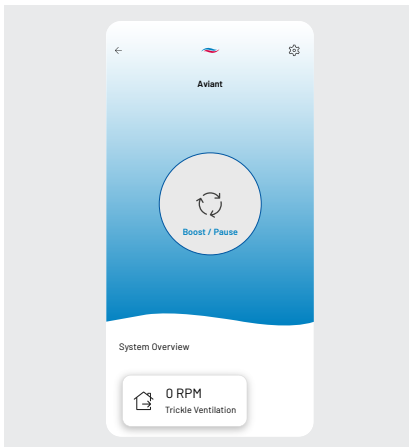 Aviant
Boost / Pause
System Overview
0 RPM
Trickle Ventilation